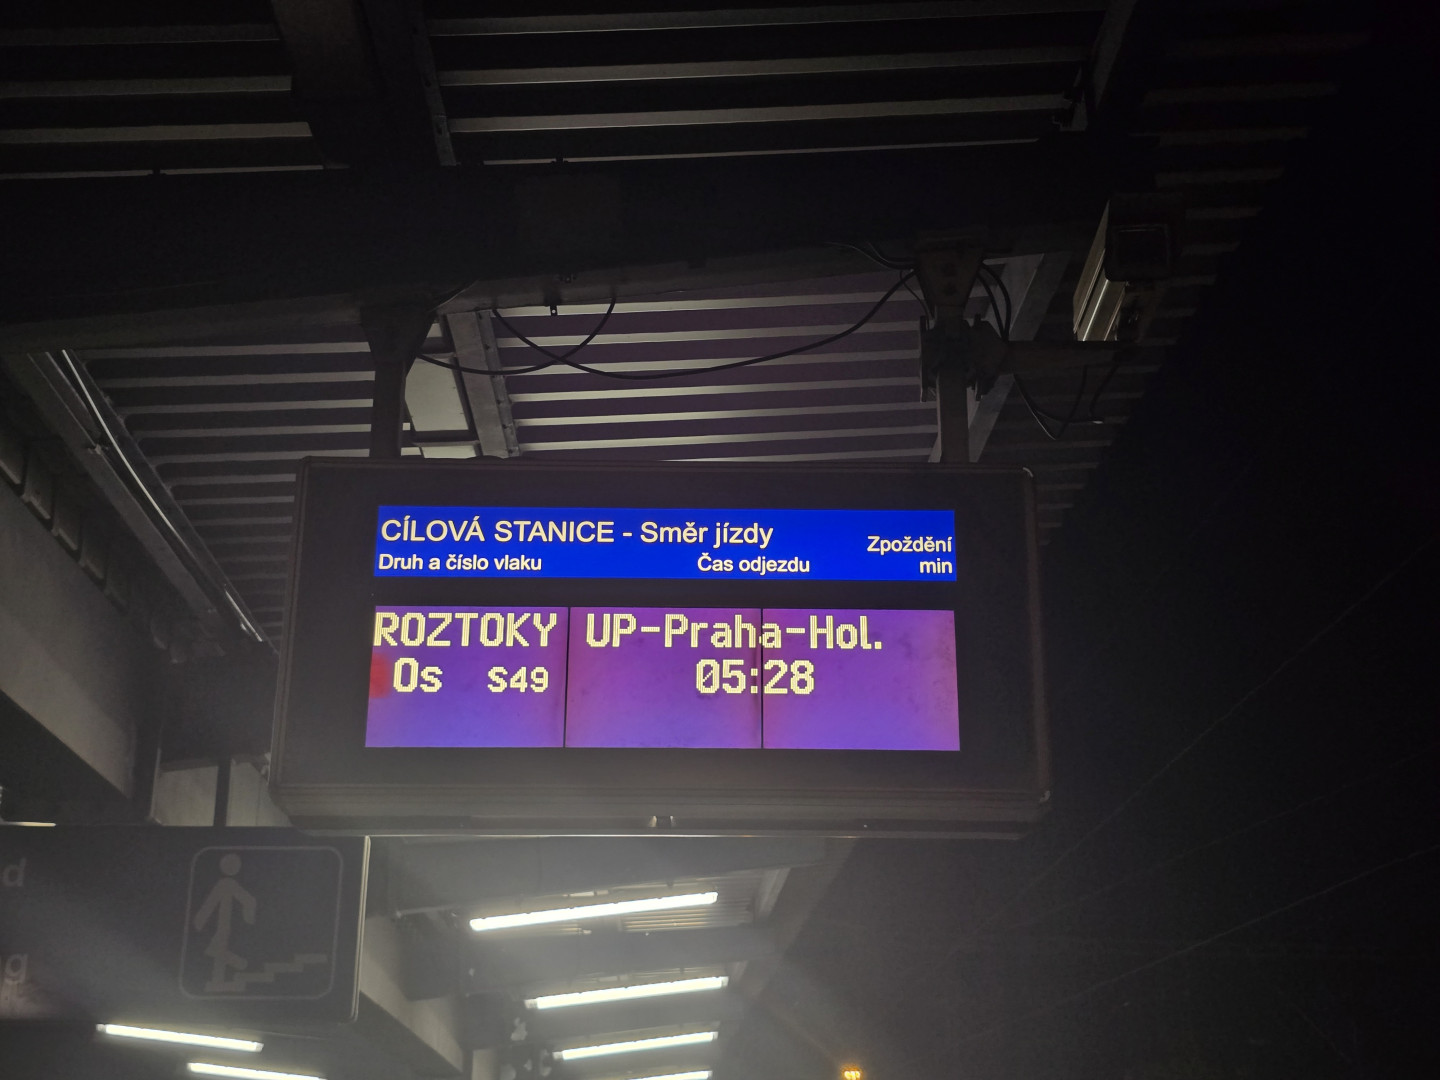 CÍLOVÁ STANICE - Směr jízdy
Zpoždění
min
Druh a číslo vlaku Čas odjezdu
ROZTOKY UP-Praha-Hol.
Os S49 05:28
d
g